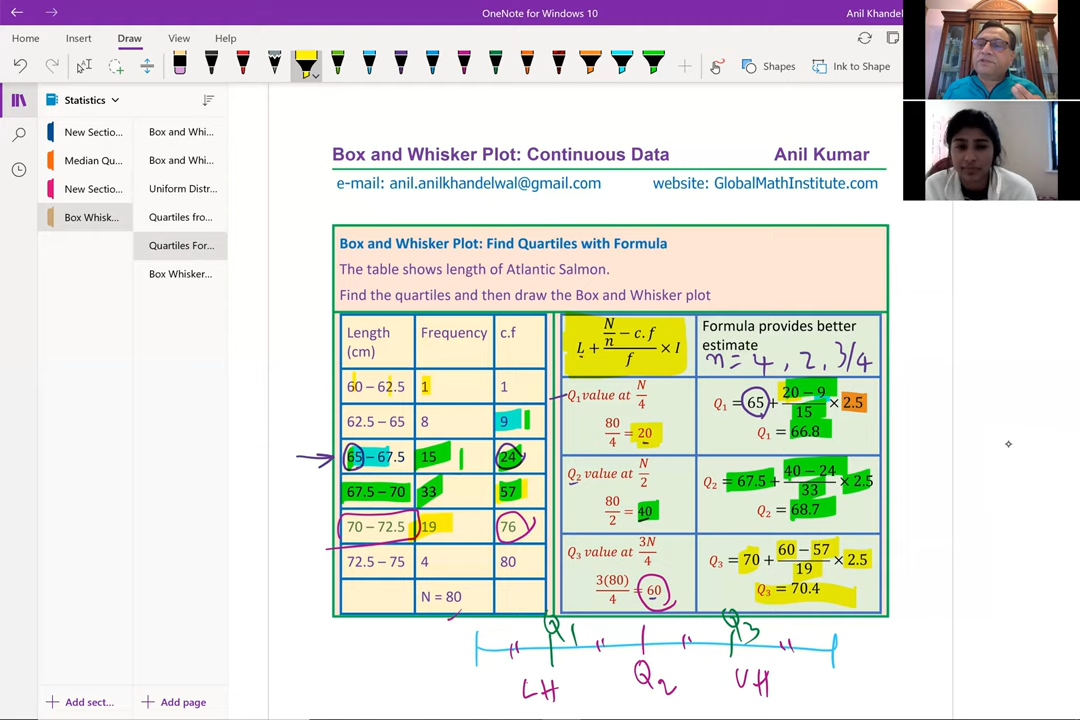 OneNote for Windows 10
Anil Khandel
Home Insert Draw View Help
Shapes Ink to Shape
Statistics
New Sectio...
Median Qu...
New Sectio...
Box Whisk...
Box and Whi...
Box and Whi...
Uniform Distr...
Quartiles fro...
Quartiles For...
Box Whisker...
Box and Whisker Plot: Continuous Data Anil Kumar
e-mail: anil.anilkhandelwal@gmail.com website: GlobalMathInstitute.com
Box and Whisker Plot: Find Quartiles with Formula
The table shows length of Atlantic Salmon.
Find the quartiles and then draw the Box and Whisker plot
Length (cm) Frequency c.f
60 – 62.5 1 1
62.5 – 65 8 9
65 – 67.5 15 24
67.5 – 70 33 57
70 – 72.5 19 76
72.5 – 75 4 80
N = 80
L + (N/n − c.f)/f × I
Formula provides better
estimate
n = 4, 2, 3/4
Q1 value at N/4
80/4 = 20
Q1 = 65 + (20 − 9)/15 × 2.5
Q1 = 66.8
Q2 value at N/2
80/2 = 40
Q2 = 67.5 + (40 − 24)/33 × 2.5
Q2 = 68.7
Q3 value at 3N/4
3(80)/4 = 60
Q3 = 70 + (60 − 57)/19 × 2.5
Q3 = 70.4
Q1 Q3
LH Q2 UH
Add sect... Add page